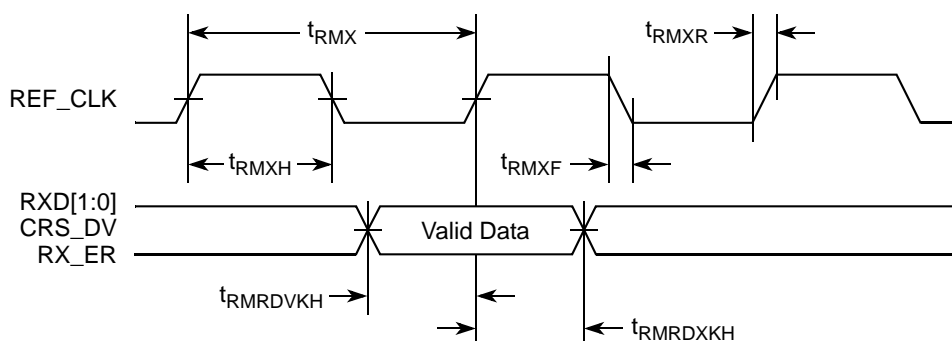 tRMX
tRMXR
REF_CLK
tRMXH
tRMXF
RXD[1:0]
CRS_DV
RX_ER
Valid Data
tRMRDVKH
tRMRDXKH